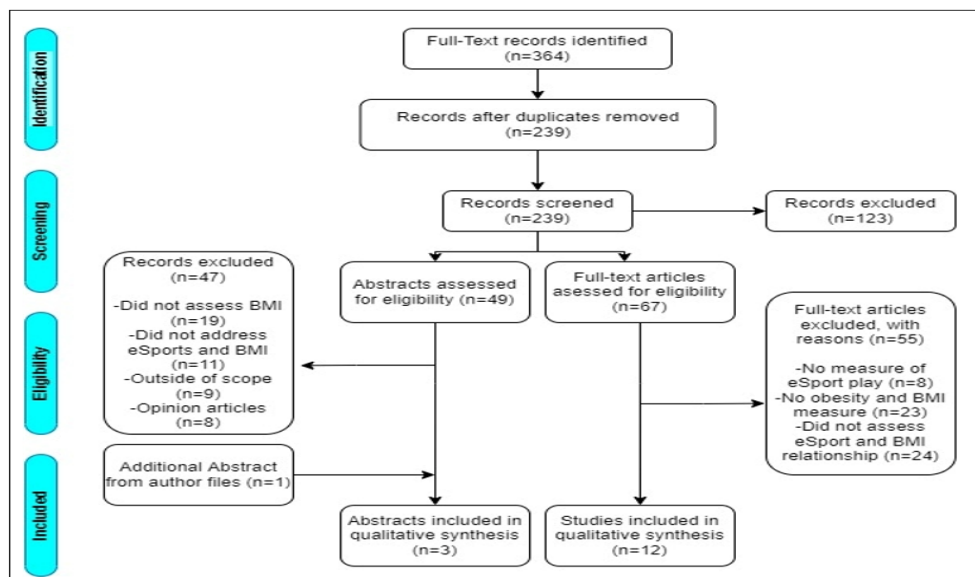 Identification
Full-Text records identified
(n=364)
Records after duplicates removed
(n=239)
Screening
Records screened
(n=239)
Records excluded
(n=123)
Records excluded
(n=47)
-Did not assess BMI
(n=19)
-Did not address
eSports and BMI
(n=11)
-Outside of scope
(n=9)
-Opinion articles
(n=8)
Abstracts assessed
for eligibility (n=49)
Full-text articles
asessed for eligibility
(n=67)
Eligibility
Full-text articles
excluded, with
reasons (n=55)
-No measure of
eSport play (n=8)
-No obesity and BMI
measure (n=23)
-Did not assess
eSport and BMI
relationship (n=24)
Included
Additional Abstract
from author files (n=1)
Abstracts included in
qualitative synthesis
(n=3)
Studies included in
qualitative synthesis
(n=12)